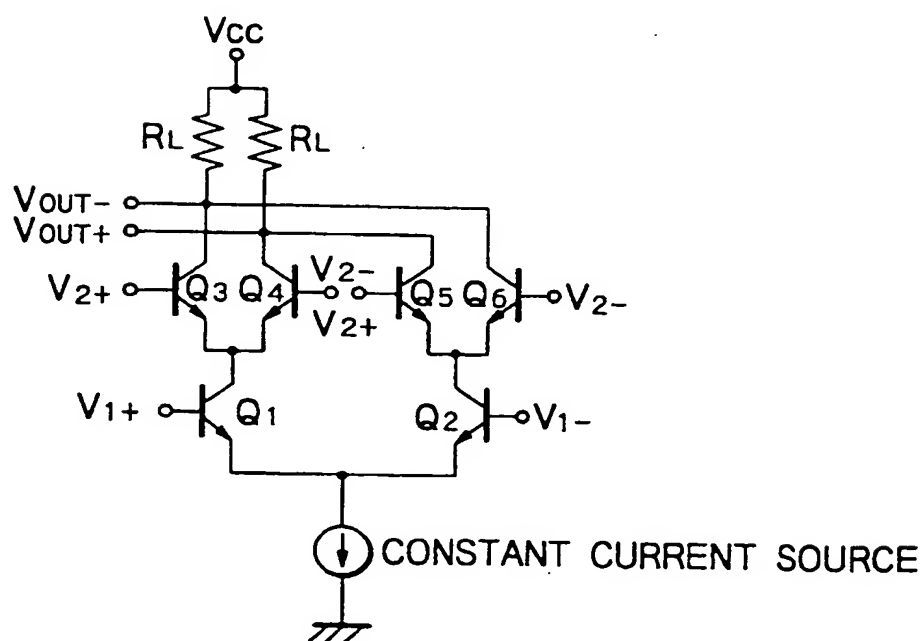 VCC
RL RL
VOUT-
VOUT+
V2+ Q3 Q4 V2- Q5 Q6 V2-
V2+
V1+ Q1 Q2 V1-
CONSTANT CURRENT SOURCE